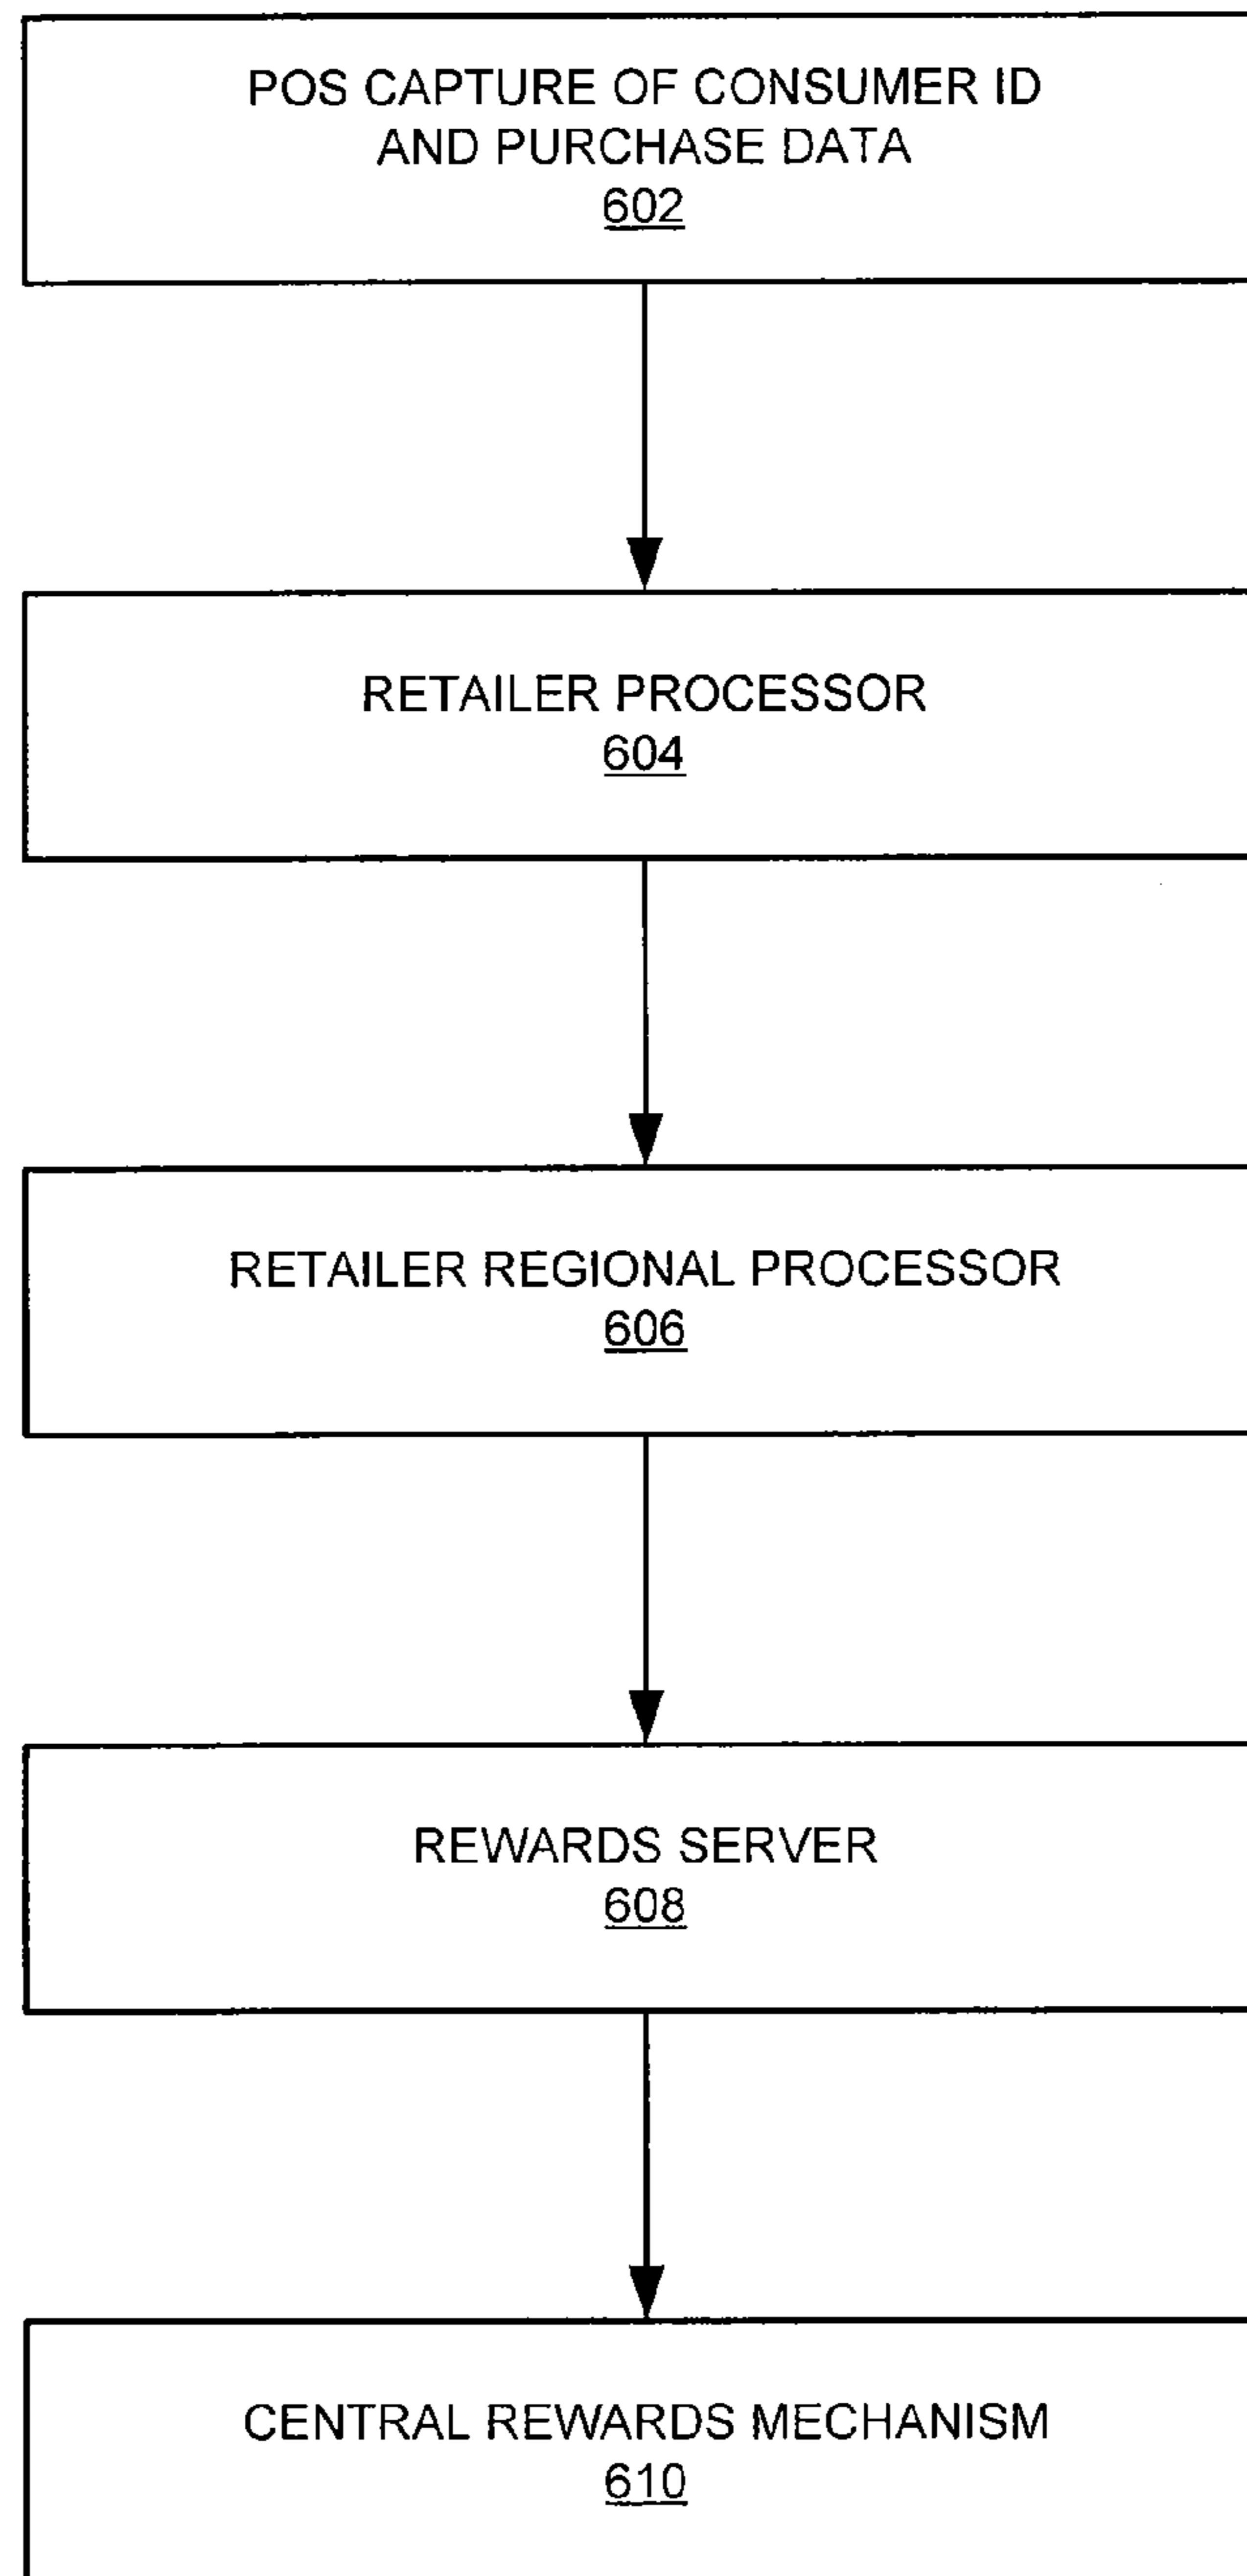 POS CAPTURE OF CONSUMER ID
AND PURCHASE DATA
602
RETAILER PROCESSOR
604
RETAILER REGIONAL PROCESSOR
606
REWARDS SERVER
608
CENTRAL REWARDS MECHANISM
610